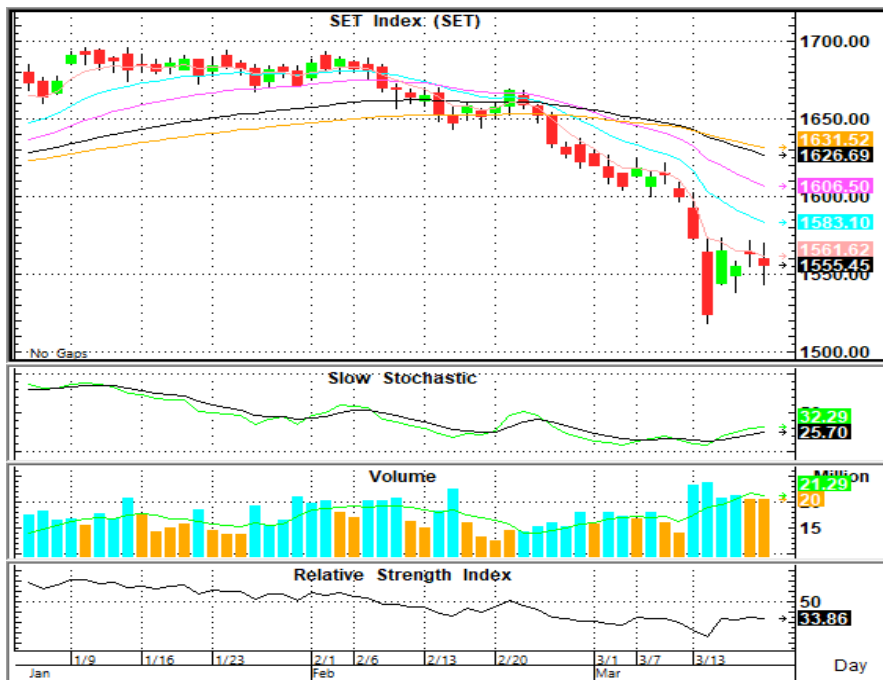 SET Index: (SET)
1700.00
1650.00
1631.52
1626.69
1606.50
1600.00
1583.10
1561.62
1555.45
1550.00
1500.00
No Gaps
Slow Stochastic
32.29
25.70
Volume
Million
21.29
20
15
Relative Strength Index
50
33.86
1/9 1/16 1/23 2/1 2/6 2/13 2/20 3/1 3/7 3/13
Jan Feb Mar
Day